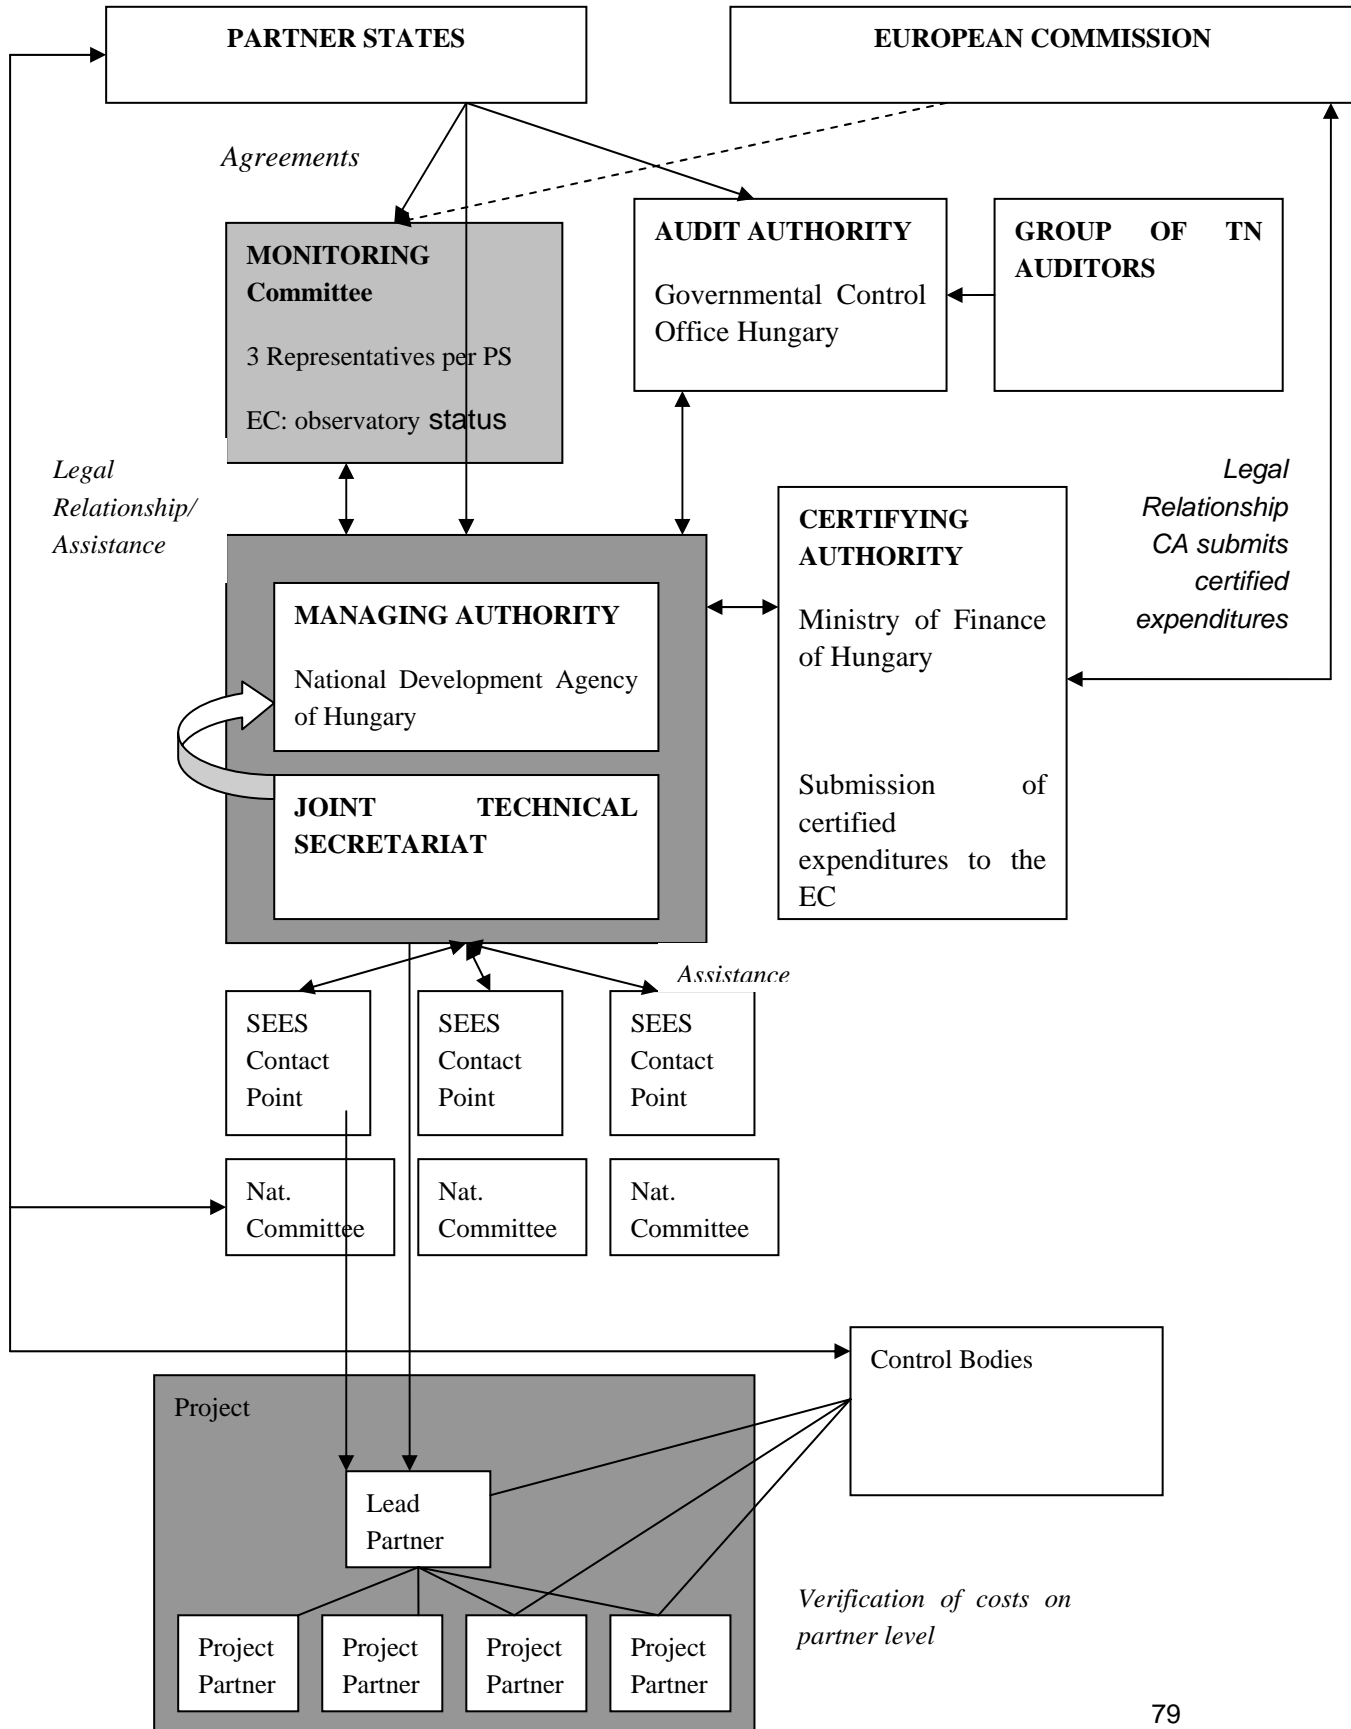 PARTNER STATES
EUROPEAN COMMISSION
Agreements
MONITORING
Committee
3 Representatives per PS
EC: observatory status
AUDIT AUTHORITY
Governmental Control
Office Hungary
GROUP OF TN
AUDITORS
Legal
Relationship/
Assistance
Legal
Relationship
CA submits
certified
expenditures
CERTIFYING
AUTHORITY
Ministry of Finance
of Hungary
Submission of
certified
expenditures to the
EC
MANAGING AUTHORITY
National Development Agency
of Hungary
JOINT TECHNICAL
SECRETARIAT
Assistance
SEES
Contact
Point
SEES
Contact
Point
SEES
Contact
Point
Nat.
Committee
Nat.
Committee
Nat.
Committee
Control Bodies
Project
Lead
Partner
Project
Partner
Project
Partner
Project
Partner
Project
Partner
Verification of costs on
partner level
79